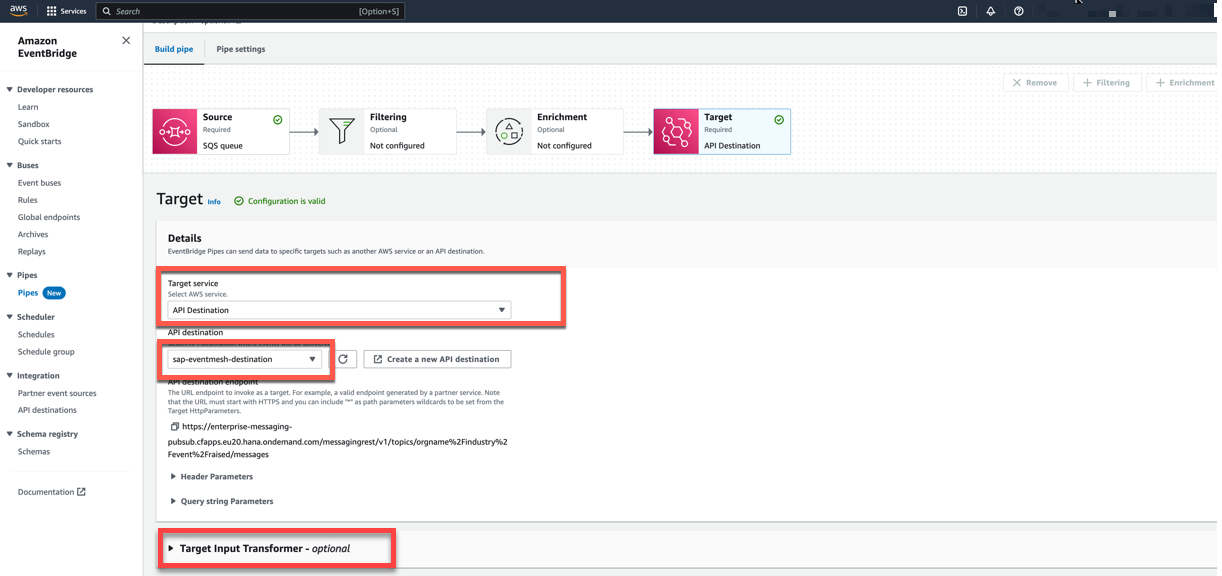 aws
Services
Search
[Option+S]
Amazon
EventBridge
Developer resources
Learn
Sandbox
Quick starts
Buses
Event buses
Rules
Global endpoints
Archives
Replays
Pipes
Pipes New
Scheduler
Schedules
Schedule group
Integration
Partner event sources
API destinations
Schema registry
Schemas
Documentation
Build pipe
Pipe settings
Remove
Filtering
Enrichment
Source
Required
SQS queue
Filtering
Optional
Not configured
Enrichment
Optional
Not configured
Target
Required
API Destination
Target Info
Configuration is valid
Details
EventBridge Pipes can send data to specific targets such as another AWS service or an API destination.
Target service
Select AWS service.
API Destination
API destination
sap-eventmesh-destination
Create a new API destination
API destination endpoint
The URL endpoint to invoke as a target. For example, a valid endpoint generated by a partner service. Note
that the URL must start with HTTPS and you can include "*" as path parameters wildcards to be set from the
Target HttpParameters.
https://enterprise-messaging-
pubsub.cfapps.eu20.hana.ondemand.com/messagingrest/v1/topics/orgname%2Findustry%2
Fevent%2Fraised/messages
Header Parameters
Query string Parameters
Target Input Transformer - optional